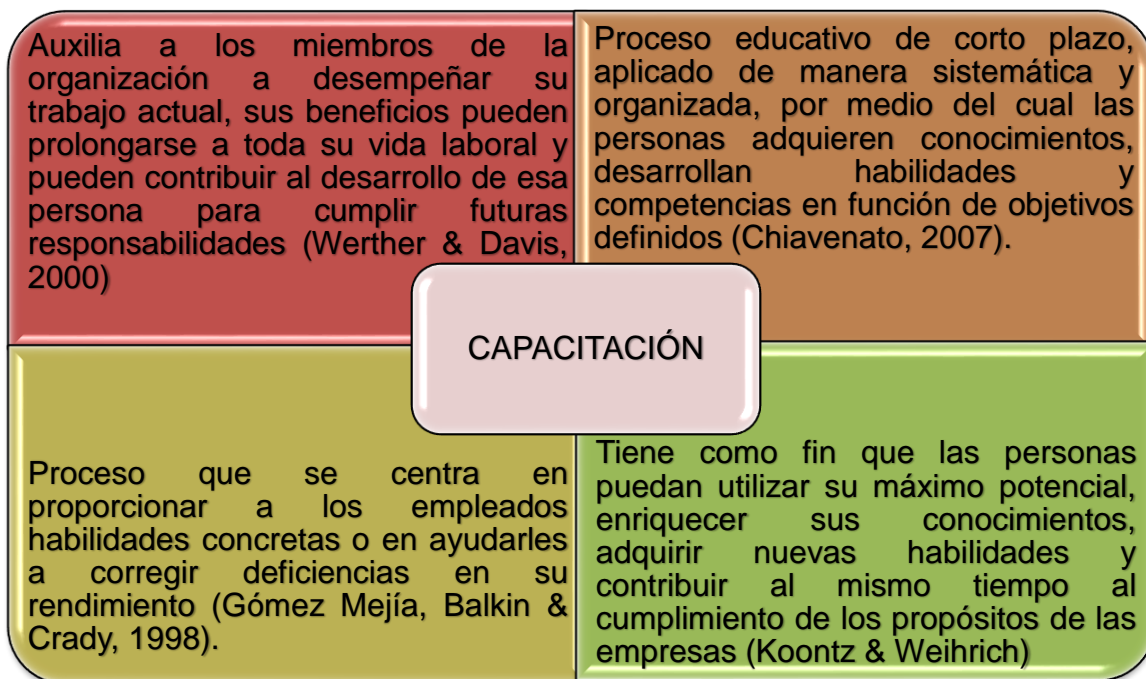 Auxilia a los miembros de la
organización a desempeñar su
trabajo actual, sus beneficios pueden
prolongarse a toda su vida laboral y
pueden contribuir al desarrollo de esa
persona para cumplir futuras
responsabilidades (Werther & Davis,
2000)
Proceso educativo de corto plazo,
aplicado de manera sistemática y
organizada, por medio del cual las
personas adquieren conocimientos,
desarrollan habilidades y
competencias en función de objetivos
definidos (Chiavenato, 2007).
CAPACITACIÓN
Proceso que se centra en
proporcionar a los empleados
habilidades concretas o en ayudarles
a corregir deficiencias en su
rendimiento (Gómez Mejía, Balkin &
Crady, 1998).
Tiene como fin que las personas
puedan utilizar su máximo potencial,
enriquecer sus conocimientos,
adquirir nuevas habilidades y
contribuir al mismo tiempo al
cumplimiento de los propósitos de las
empresas (Koontz & Weihrich)